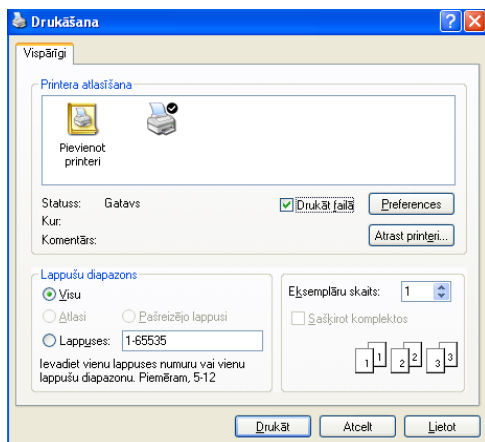 Drukāšana
Vispārīgi
Printera atlasīšana
Pievienot
printeri
Statuss: Gatavs
Drukāt failā
Preferences
Kur:
Komentārs:
Atrast printeri...
Lappušu diapazons
Visu
Atlasi
Pašreizējo lappusi
Lappuses: 1-65535
Ievadiet vienu lappuses numuru vai vienu
lappušu diapazonu. Piemēram, 5-12
Eksemplāru skaits: 1
Sašķirot komplektos
1 1 2 2 3 3
Drukāt
Atcelt
Lietot